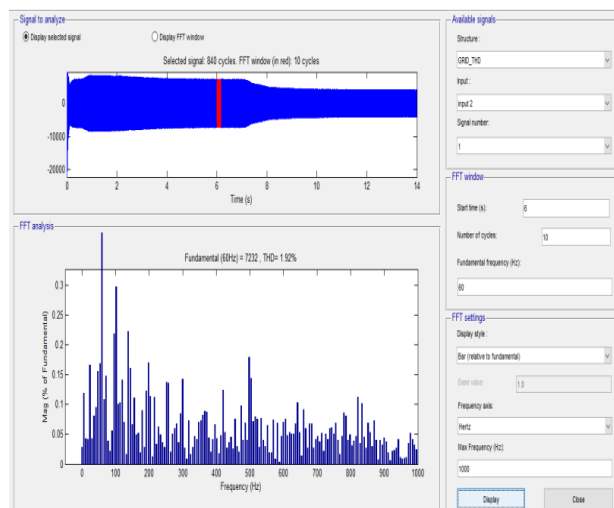 Signal to analyze
Display selected signal
Display FFT window
Selected signal: 840 cycles. FFT window (in red): 10 cycles
0
-10000
-20000
0 2 4 6 8 10 12 14
Time (s)
FFT analysis
Fundamental (60Hz) = 7232 , THD= 1.92%
Mag (% of Fundamental)
0.3
0.25
0.2
0.15
0.1
0.05
0
0 100 200 300 400 500 600 700 800 900 1000
Frequency (Hz)
Available signals
Structure :
GRID_THD
Input :
input 2
Signal number:
1
FFT window
Start time (s):
6
Number of cycles:
10
Fundamental frequency (Hz):
60
FFT settings
Display style :
Bar (relative to fundamental)
Base value:
1.0
Frequency axis:
Hertz
Max Frequency (Hz):
1000
Display
Close